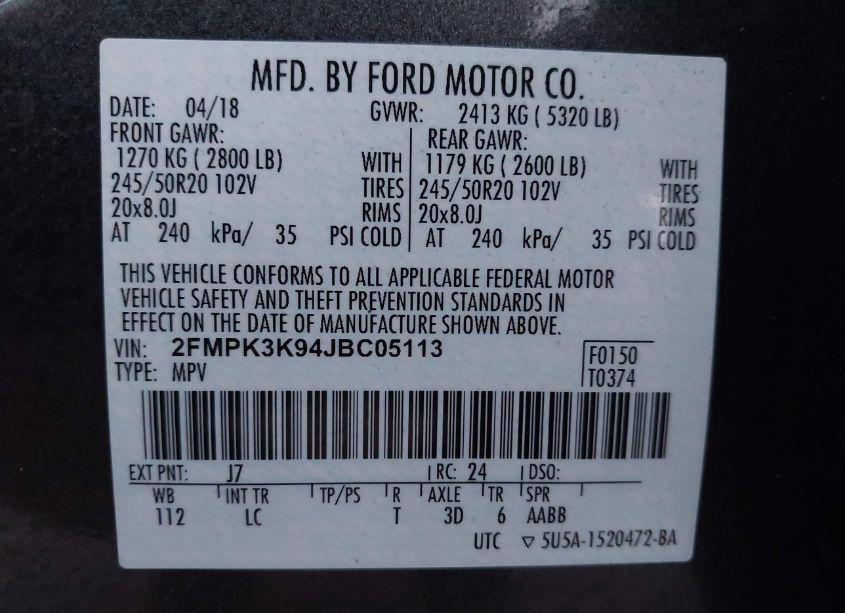 MFD. BY FORD MOTOR CO.
DATE: 04/18 GVWR: 2413 KG ( 5320 LB)
FRONT GAWR: REAR GAWR:
1270 KG ( 2800 LB) WITH 1179 KG ( 2600 LB) WITH
245/50R20 102V TIRES 245/50R20 102V TIRES
20x8.0J RIMS 20x8.0J RIMS
AT 240 kPa/ 35 PSI COLD AT 240 kPa/ 35 PSI COLD
THIS VEHICLE CONFORMS TO ALL APPLICABLE FEDERAL MOTOR
VEHICLE SAFETY AND THEFT PREVENTION STANDARDS IN
EFFECT ON THE DATE OF MANUFACTURE SHOWN ABOVE.
VIN: 2FMPK3K94JBC05113 F0150
TYPE: MPV T0374
EXT PNT: J7 RC: 24 DSO:
WB INT TR TP/PS R AXLE TR SPR
112 LC T 3D 6 AABB
UTC ▽ 5U5A-1520472-BA